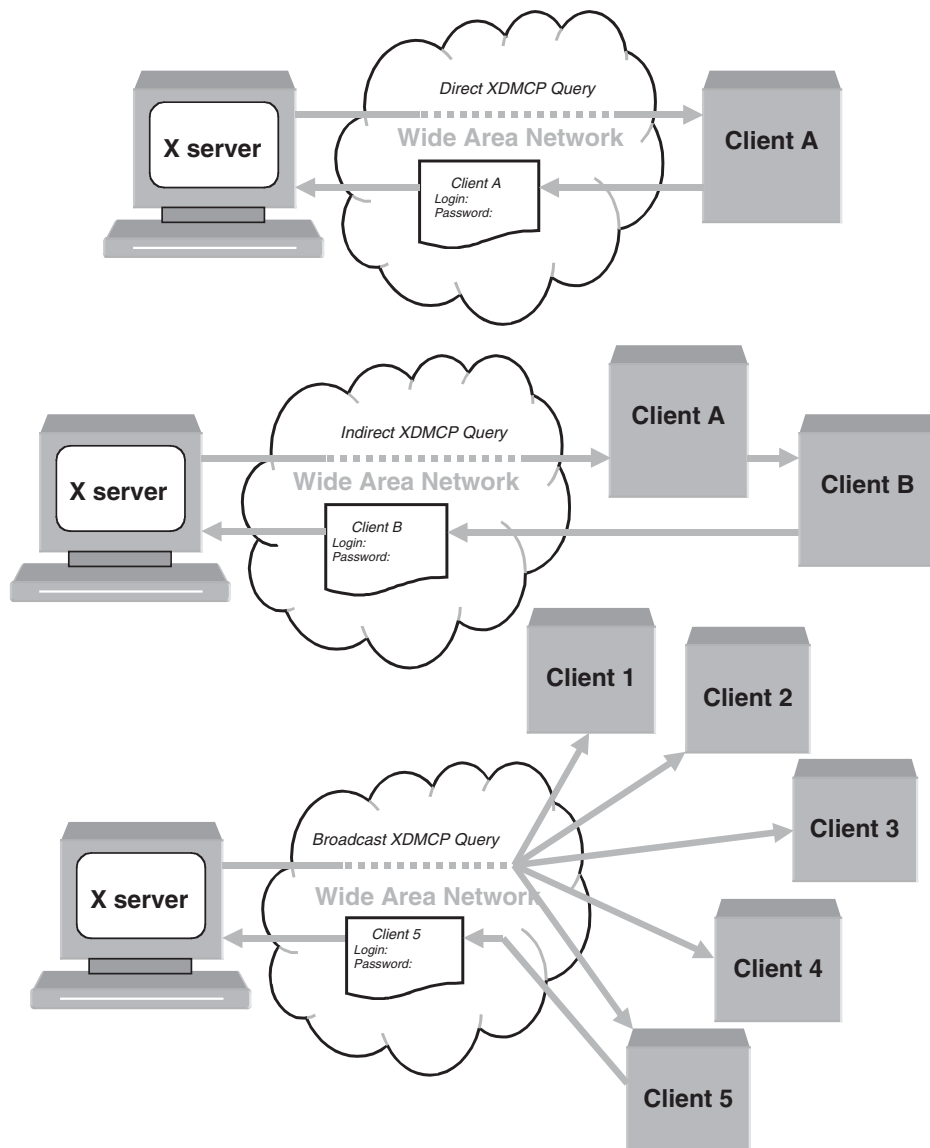 Direct XDMCP Query
X server
Wide Area Network
Client A
Client A
Login:
Password:
Indirect XDMCP Query
X server
Wide Area Network
Client A
Client B
Client B
Login:
Password:
Client 1
Client 2
Client 3
Broadcast XDMCP Query
X server
Wide Area Network
Client 5
Login:
Password:
Client 4
Client 5